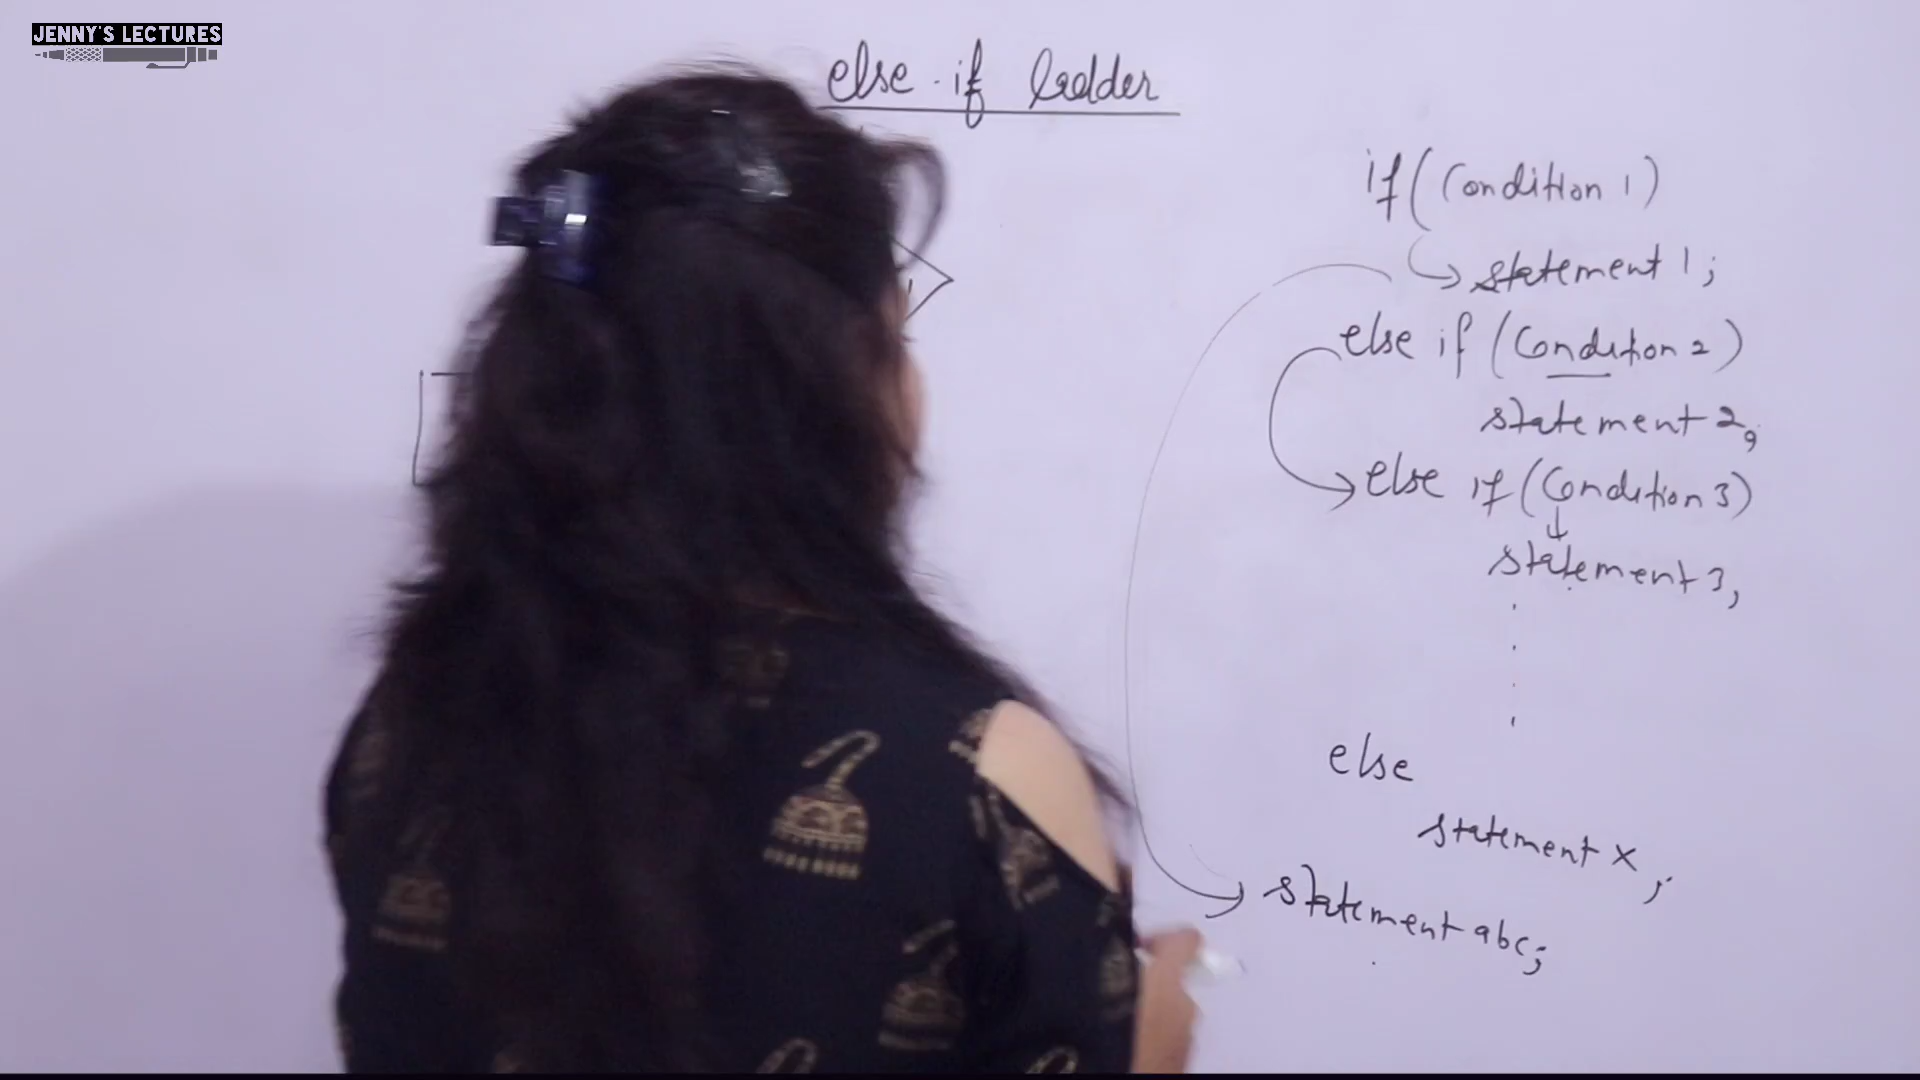 JENNY'S LECTURES
else-if ladder
if (Condition 1)
statement 1;
else if (Condition 2)
statement 2;
else if (Condition 3)
statement 3;
else
statement x;
statement abc;